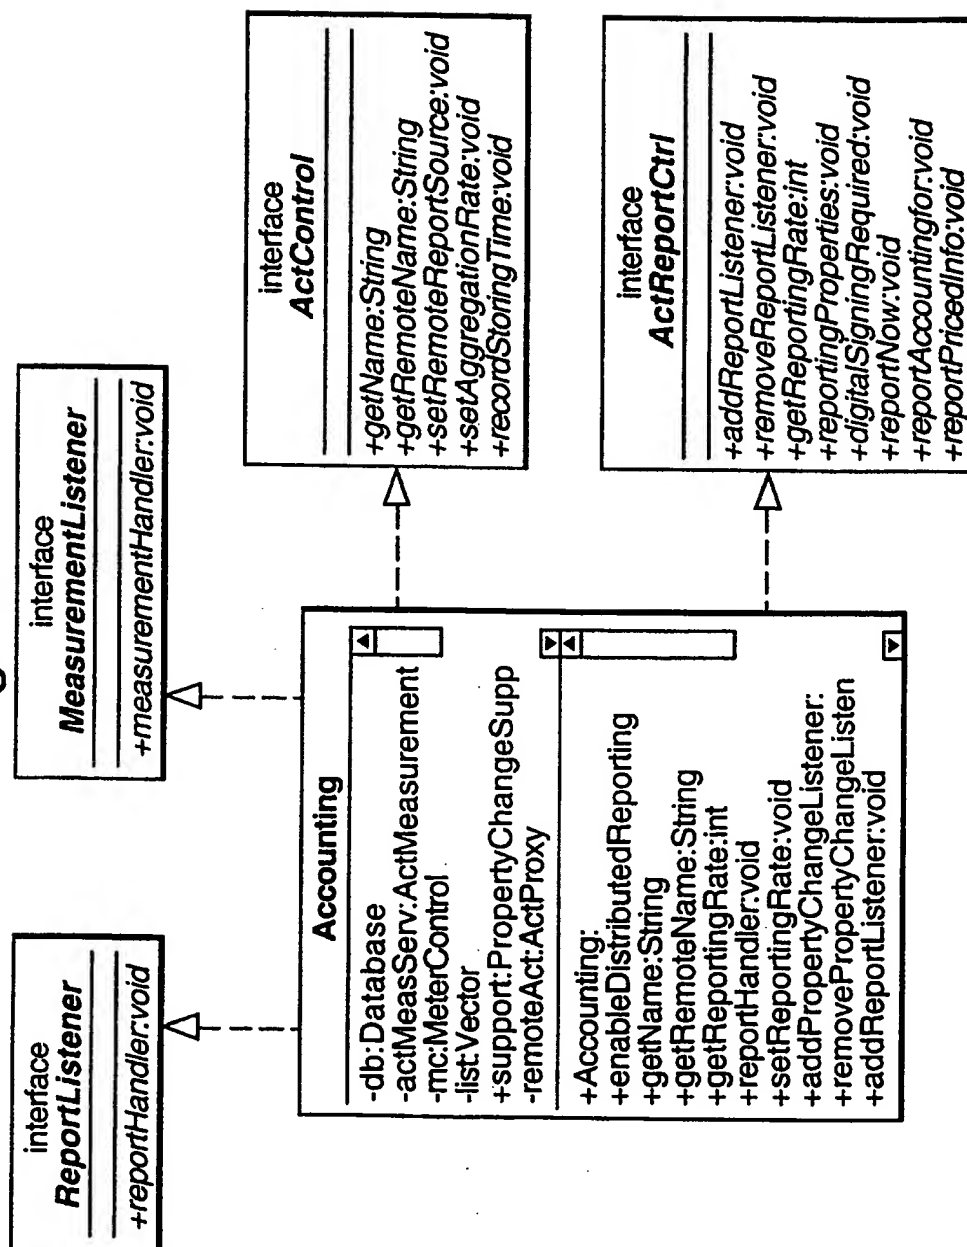 interface
ReportListener
+reportHandler:void
interface
MeasurementListener
+measurementHandler:void
Accounting
-db:Database
-actMeasServ:ActMeasurement
-mc:MeterControl
-list:Vector
+support:PropertyChangeSupp
-remoteAct:ActProxy
+Accounting:
+enableDistributedReporting
+getName:String
+getRemoteName:String
+getReportingRate:int
+reportHandler:void
+setReportingRate:void
+addPropertyChangeListener:
+removePropertyChangeListen
+addReportListener:void
interface
ActControl
+getName:String
+getRemoteName:String
+setRemoteReportSource:void
+setAggregationRate:void
+recordStoringTime:void
interface
ActReportCtrl
+addReportListener:void
+removeReportListener:void
+getReportingRate:int
+reportingProperties:void
+digitalSigningRequired:void
+reportNow:void
+reportAccountingfor:void
+reportPricedInfo:void